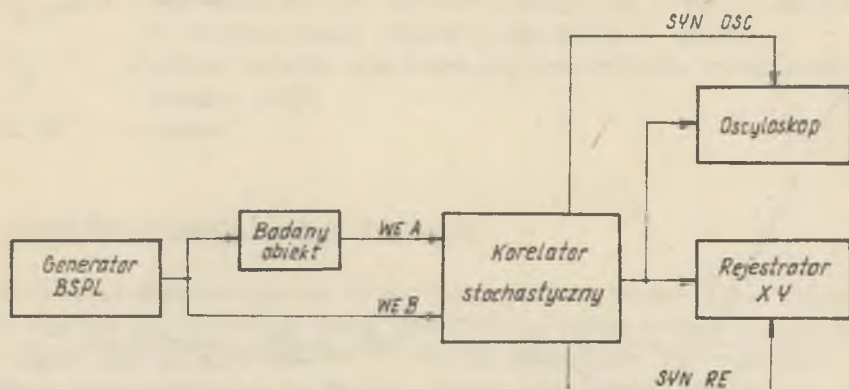 SYN OSC
Oscyloskop
Badany
obiekt
WE A
Generator
BSPL
Korelator
stochastyczny
Rejestrator
X Y
WE B
SYN RE